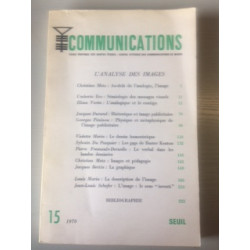 COMMUNICATIONS
L'ANALYSE DES IMAGES
Christian Metz : Au-delà de l'analogie, l'image
Umberto Eco : Sémiologie des messages visuels
Eliseo Verón : L'analogique et le contigu
Jacques Durand : Rhétorique et image publicitaire
Georges Péninou : Physique et métaphysique de l'image publicitaire
Violette Morin : Le dessin humoristique
Sylvain Du Pasquier : Les gags de Buster Keaton
Pierre Fresnault-Deruelle : Le verbal dans les bandes dessinées
Christian Metz : Images et pédagogie
Jacques Bertin : La graphique
Louis Marin : La description de l'image
Jean-Louis Schefer : L'image : le sens "investi"
BIBLIOGRAPHIE
15
1970
SEUIL